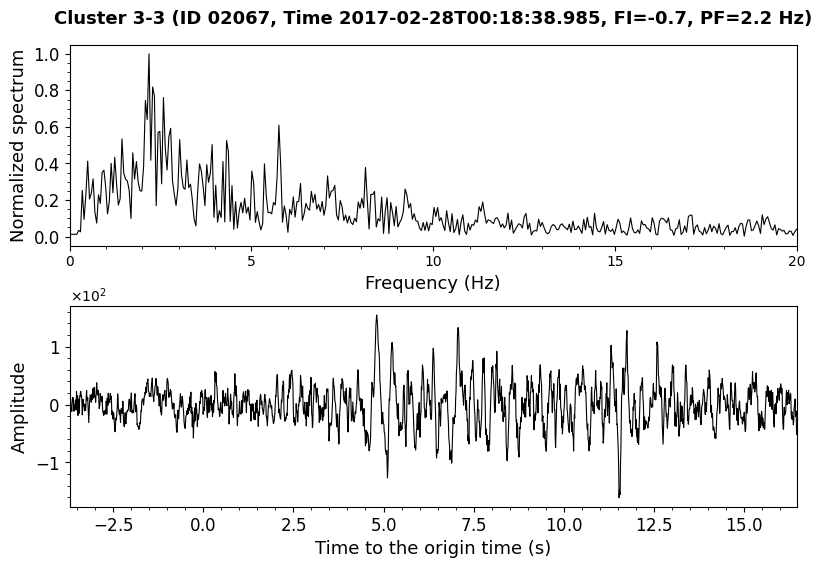 Cluster 3-3 (ID 02067, Time 2017-02-28T00:18:38.985, FI=-0.7, PF=2.2 Hz)
1.0
0.8
0.6
0.4
0.2
0.0
Normalized spectrum
0 5 10 15 20
Frequency (Hz)
×10²
1
0
−1
Amplitude
−2.5 0.0 2.5 5.0 7.5 10.0 12.5 15.0
Time to the origin time (s)